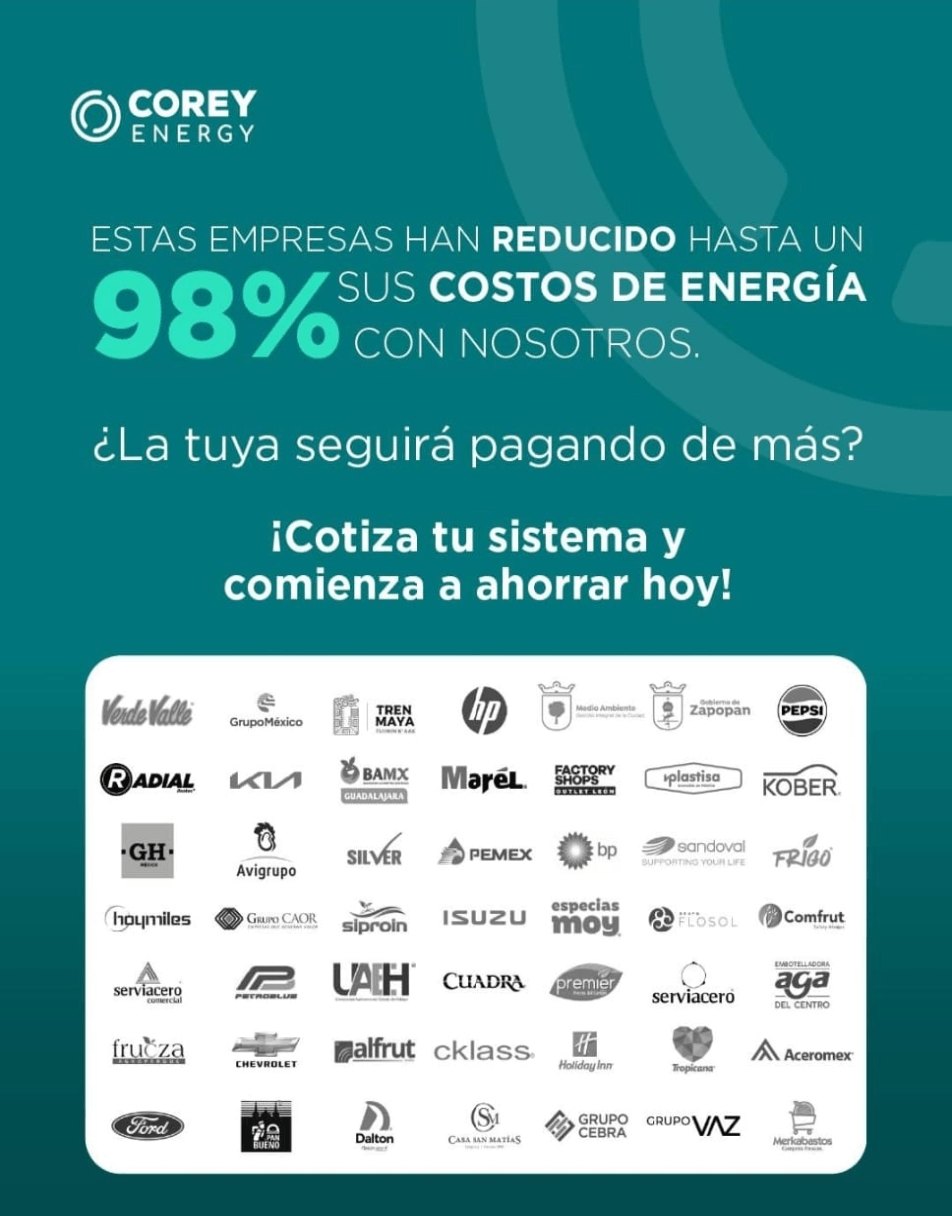 COREY
ENERGY
ESTAS EMPRESAS HAN REDUCIDO HASTA UN
98% SUS COSTOS DE ENERGÍA
CON NOSOTROS.
¿La tuya seguirá pagando de más?
¡Cotiza tu sistema y
comienza a ahorrar hoy!
Verde Valle
GrupoMéxico
TREN
MAYA
hp
Medio Ambiente
Gobierno de
Zapopan
PEPSI
RADIAL
KIA
BAMX
GUADALAJARA
Marél
FACTORY
SHOPS
OUTLET LEÓN
plastisa
KOBER
GH
MÉXICO
Avigrupo
SILVER
PEMEX
bp
sandoval
SUPPORTING YOUR LIFE
FRIGO
hoymiles
GRUPO CAOR
siproin
ISUZU
especias
moy
GRUPO
FLOSOL
Comfrut
serviacero
comercial
PETROBLUE
UAEH
CUADRA
premier
serviacero
EMBOTELLADORA
aga
DEL CENTRO
frucza
CHEVROLET
alfrut
cklass
Holiday Inn
Tropicana
Aceromex
Ford
PAN
BUENO
Dalton
CSM
CASA SAN MATÍAS
GRUPO
CEBRA
GRUPO VAZ
Merkabastos